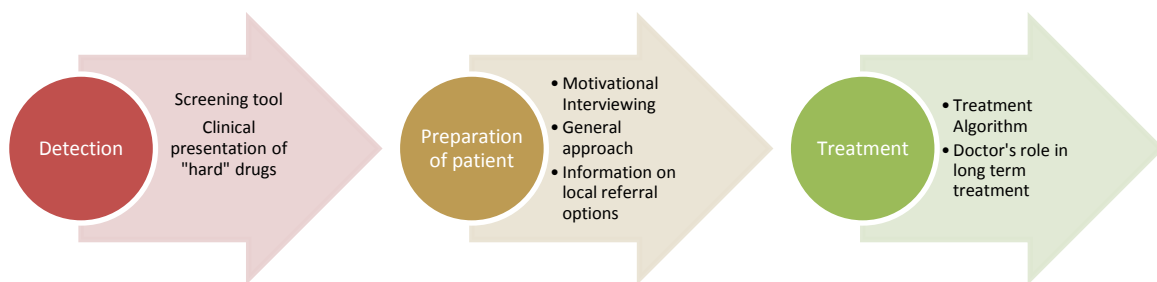 Detection
Screening tool
Clinical
presentation of
"hard" drugs
Preparation
of patient
• Motivational
Interviewing
• General
approach
• Information on
local referral
options
Treatment
• Treatment
Algorithm
• Doctor's role in
long term
treatment